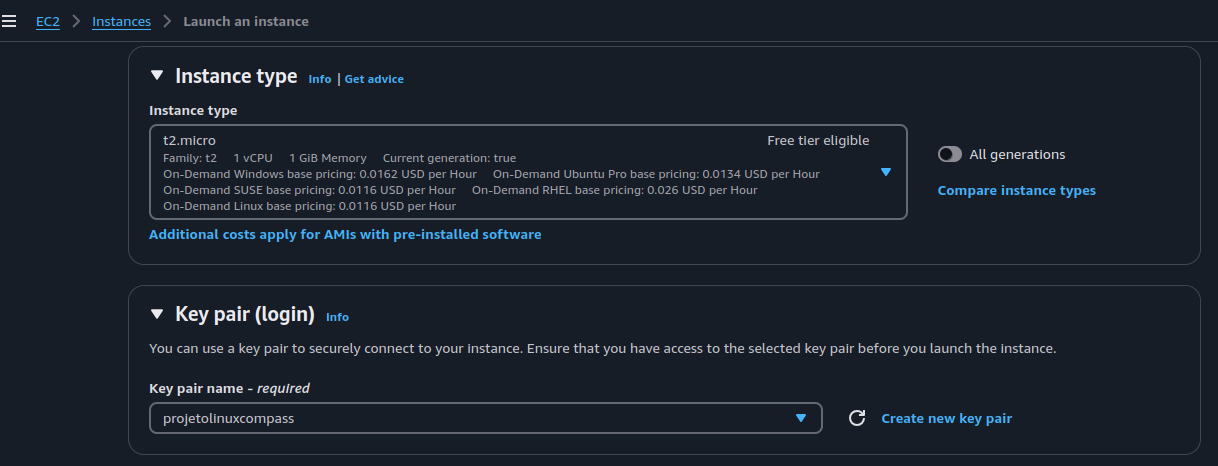 EC2 > Instances > Launch an instance
Instance type Info | Get advice
Instance type
t2.micro Free tier eligible
Family: t2 1 vCPU 1 GiB Memory Current generation: true
On-Demand Windows base pricing: 0.0162 USD per Hour On-Demand Ubuntu Pro base pricing: 0.0134 USD per Hour
On-Demand SUSE base pricing: 0.0116 USD per Hour On-Demand RHEL base pricing: 0.026 USD per Hour
On-Demand Linux base pricing: 0.0116 USD per Hour
All generations
Compare instance types
Additional costs apply for AMIs with pre-installed software
Key pair (login) Info
You can use a key pair to securely connect to your instance. Ensure that you have access to the selected key pair before you launch the instance.
Key pair name - required
projetolinuxcompass
Create new key pair